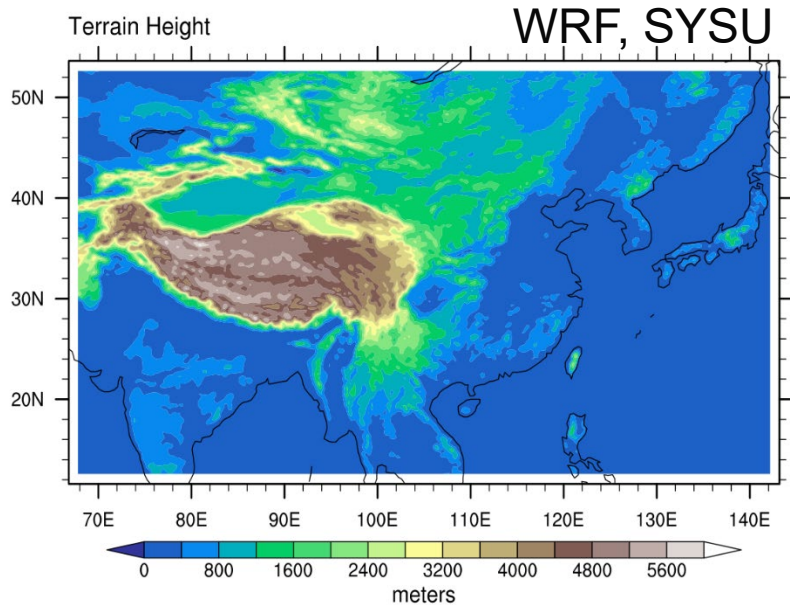 Terrain Height
WRF, SYSU
50N
40N
30N
20N
70E 80E 90E 100E 110E 120E 130E 140E
0 800 1600 2400 3200 4000 4800 5600
meters